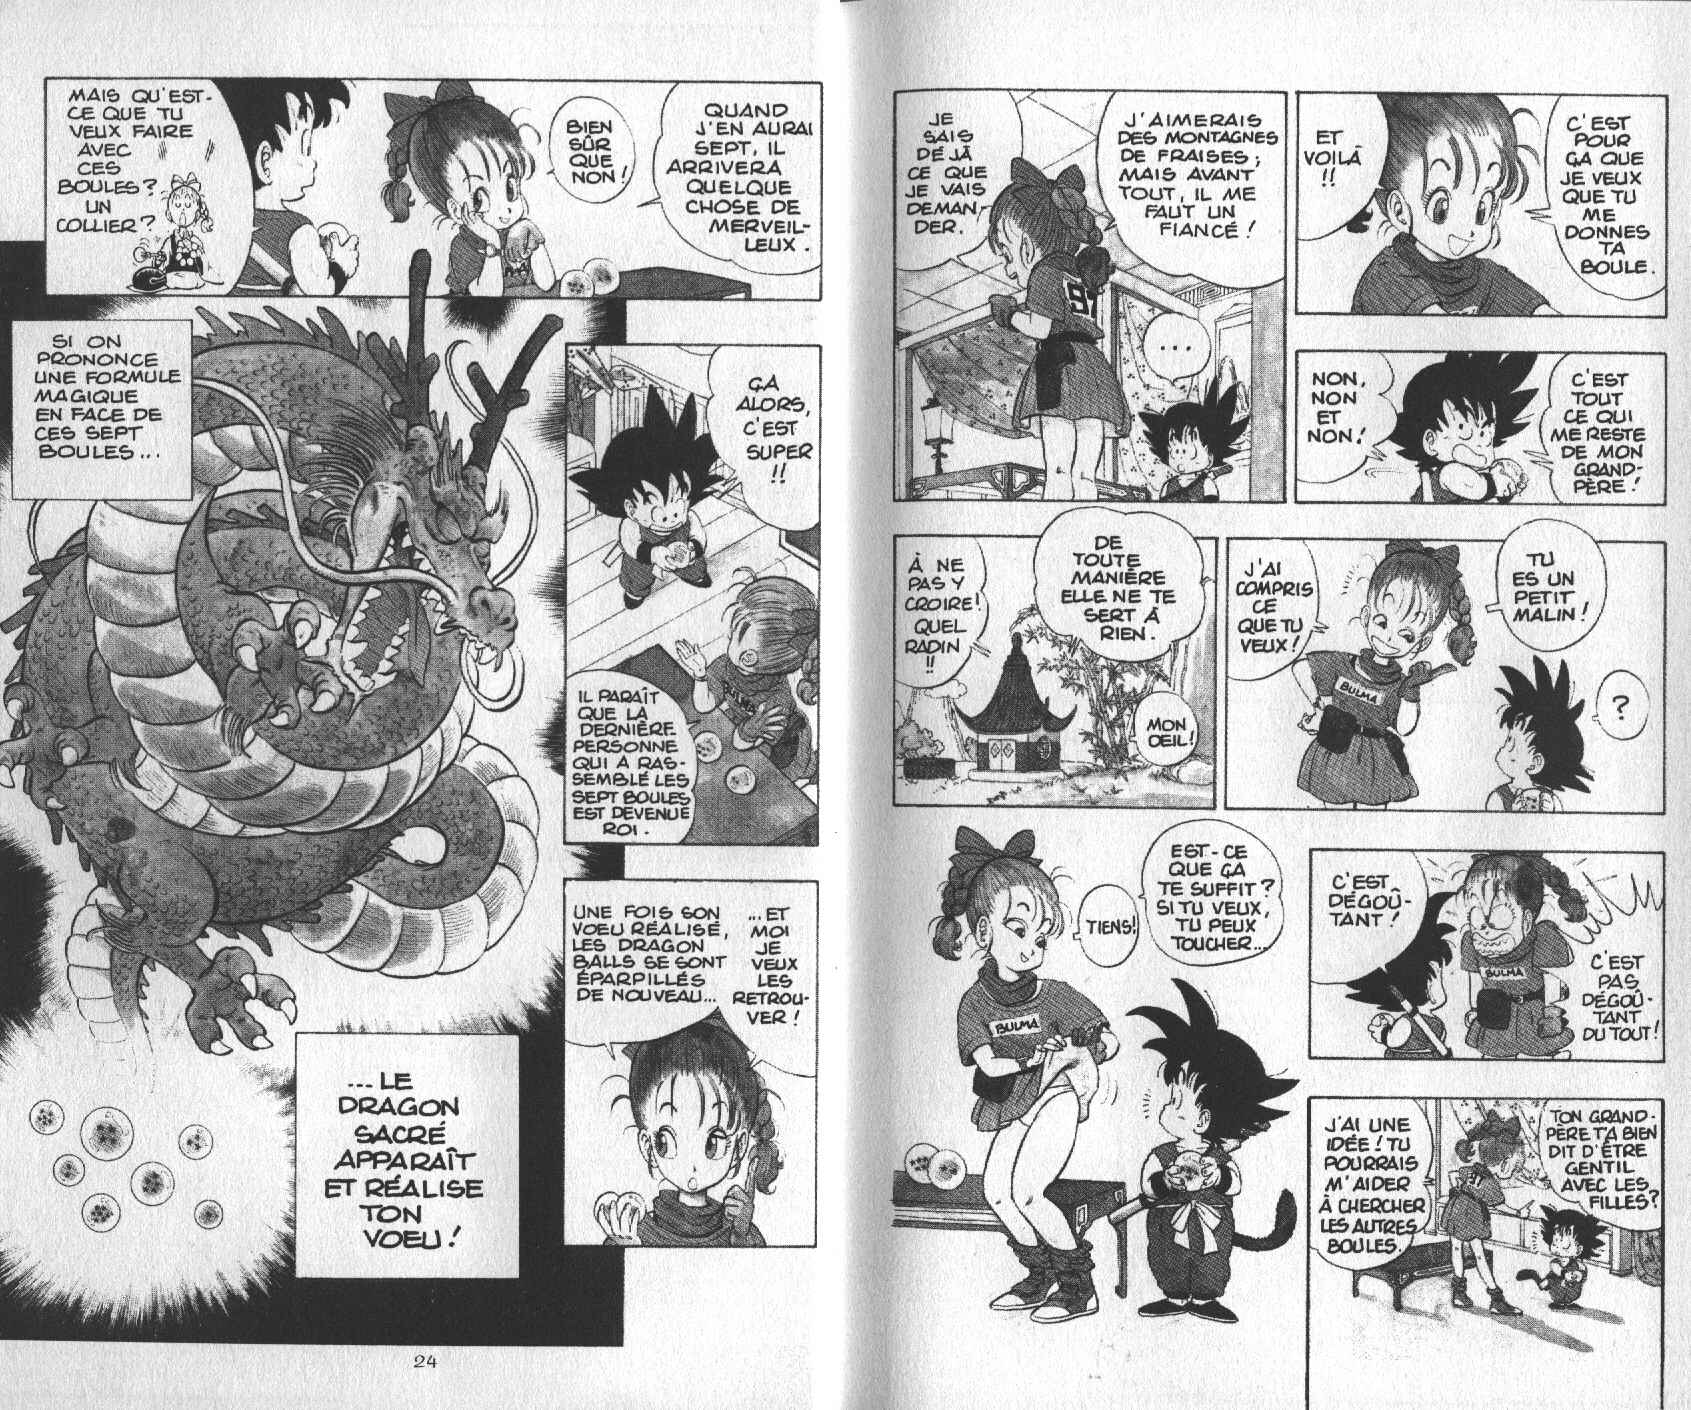 MAIS QU'EST-
CE QUE TU
VEUX FAIRE
AVEC
CES
BOULES?
UN
COLLIER?
BIEN
SÛR
QUE
NON!
QUAND
J'EN AURAI
SEPT, IL
ARRIVERA
QUELQUE
CHOSE DE
MERVEIL-
LEUX.
SI ON
PRONONCE
UNE FORMULE
MAGIQUE
EN FACE DE
CES SEPT
BOULES...
...LE
DRAGON
SACRÉ
APPARAÎT
ET RÉALISE
TON
VOEU!
ÇA
ALORS,
C'EST
SUPER
!!
BULMA
IL PARAÎT
QUE LA
DERNIÈRE
PERSONNE
QUI A RAS-
SEMBLÉ LES
SEPT BOULES
EST DEVENUE
ROI.
UNE FOIS SON
VOEU RÉALISÉ,
LES DRAGON
BALLS SE SONT
ÉPARPILLÉS
DE NOUVEAU...
...ET
MOI
JE
VEUX
LES
RETROU-
VER!
24
JE
SAIS
DÉJÀ
CE QUE
JE VAIS
DEMAN-
DER.
J'AIMERAIS
DES MONTAGNES
DE FRAISES;
MAIS AVANT
TOUT, IL ME
FAUT UN
FIANCÉ!
...
ET
VOILÀ
!!
C'EST
POUR
ÇA QUE
JE VEUX
QUE TU
ME
DONNES
TA
BOULE.
NON,
NON
ET
NON!
C'EST
TOUT
CE QUI
ME RESTE
DE MON
GRAND-
PÈRE!
À NE
PAS Y
CROIRE!
QUEL
RADIN
!!
DE
TOUTE
MANIÈRE
ELLE NE TE
SERT À
RIEN.
MON
OEIL!
J'AI
COMPRIS
CE
QUE TU
VEUX!
TU
ES UN
PETIT
MALIN!
BULMA
?
TIENS!
EST-CE
QUE ÇA
TE SUFFIT?
SI TU VEUX,
TU PEUX
TOUCHER...
BULMA
C'EST
DÉGOÛ-
TANT!
BULMA
C'EST
PAS
DÉGOÛ-
TANT
DU TOUT!
J'AI UNE
IDÉE! TU
POURRAIS
M'AIDER
À CHERCHER
LES AUTRES
BOULES.
TON GRAND-
PÈRE T'A BIEN
DIT D'ÊTRE
GENTIL
AVEC LES
FILLES?